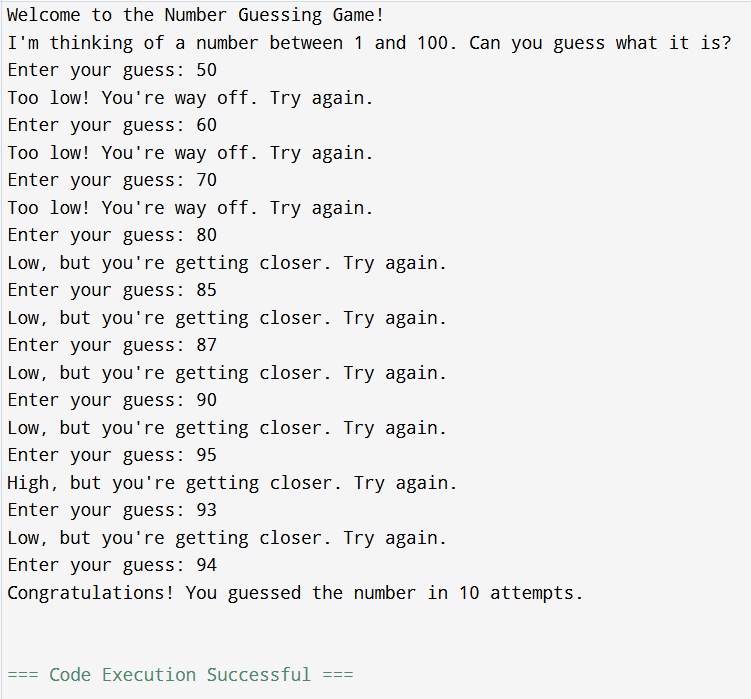 Welcome to the Number Guessing Game!
I'm thinking of a number between 1 and 100. Can you guess what it is?
Enter your guess: 50
Too low! You're way off. Try again.
Enter your guess: 60
Too low! You're way off. Try again.
Enter your guess: 70
Too low! You're way off. Try again.
Enter your guess: 80
Low, but you're getting closer. Try again.
Enter your guess: 85
Low, but you're getting closer. Try again.
Enter your guess: 87
Low, but you're getting closer. Try again.
Enter your guess: 90
Low, but you're getting closer. Try again.
Enter your guess: 95
High, but you're getting closer. Try again.
Enter your guess: 93
Low, but you're getting closer. Try again.
Enter your guess: 94
Congratulations! You guessed the number in 10 attempts.
=== Code Execution Successful ===